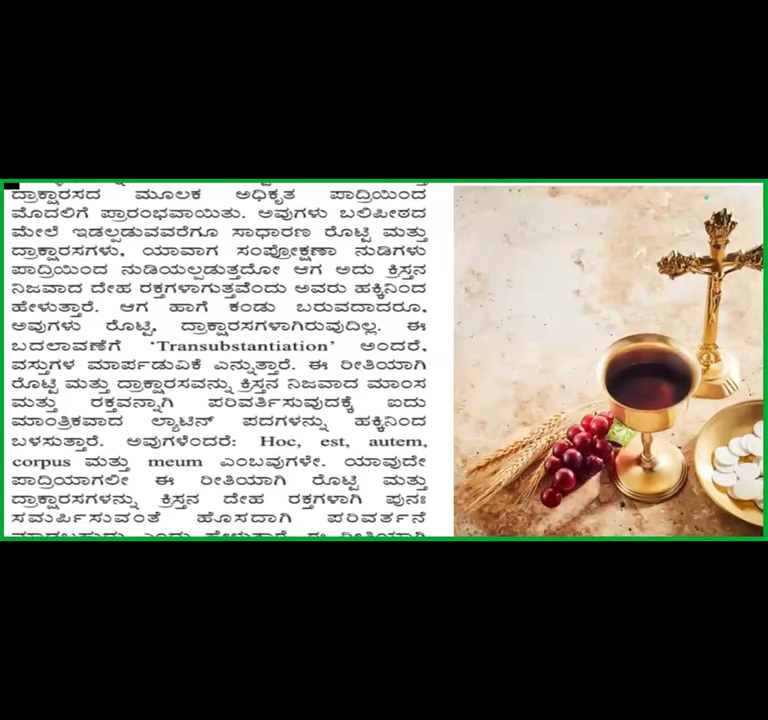 ದ್ರಾಕ್ಷಾರಸದ ಮೂಲಕ ಅಧಿಕೃತ ಪಾದ್ರಿಯಿಂದ
ಮೊದಲಿಗೆ ಪ್ರಾರಂಭವಾಯಿತು. ಅವುಗಳು ಬಲಿಪೀಠದ
ಮೇಲೆ ಇಡಲ್ಪಡುವವರೆಗೂ ಸಾಧಾರಣ ರೊಟ್ಟಿ ಮತ್ತು
ದ್ರಾಕ್ಷಾರಸಗಳು, ಯಾವಾಗ ಸಂಪ್ರೋಕ್ಷಣಾ ನುಡಿಗಳು
ಪಾದ್ರಿಯಿಂದ ನುಡಿಯಲ್ಪಡುತ್ತದೋ ಆಗ ಅದು ಕ್ರಿಸ್ತನ
ನಿಜವಾದ ದೇಹ ರಕ್ತಗಳಾಗುತ್ತವೆಂದು ಅವರು ಹಕ್ಕಿನಿಂದ
ಹೇಳುತ್ತಾರೆ. ಆಗ ಹಾಗೆ ಕಂಡು ಬರುವದಾದರೂ,
ಅವುಗಳು ರೊಟ್ಟಿ, ದ್ರಾಕ್ಷಾರಸಗಳಾಗಿರುವುದಿಲ್ಲ. ಈ
ಬದಲಾವಣೆಗೆ ‘Transubstantiation’ ಅಂದರೆ,
ವಸ್ತುಗಳ ಮಾರ್ಪಡುವಿಕೆ ಎನ್ನುತ್ತಾರೆ. ಈ ರೀತಿಯಾಗಿ
ರೊಟ್ಟಿ ಮತ್ತು ದ್ರಾಕ್ಷಾರಸವನ್ನು ಕ್ರಿಸ್ತನ ನಿಜವಾದ ಮಾಂಸ
ಮತ್ತು ರಕ್ತವನ್ನಾಗಿ ಪರಿವರ್ತಿಸುವುದಕ್ಕೆ ಐದು
ಮಾಂತ್ರಿಕವಾದ ಲ್ಯಾಟಿನ್ ಪದಗಳನ್ನು ಹಕ್ಕಿನಿಂದ
ಬಳಸುತ್ತಾರೆ. ಅವುಗಳೆಂದರೆ: Hoc, est, autem,
corpus ಮತ್ತು meum ಎಂಬವುಗಳೇ. ಯಾವುದೇ
ಪಾದ್ರಿಯಾಗಲೀ ಈ ರೀತಿಯಾಗಿ ರೊಟ್ಟಿ ಮತ್ತು
ದ್ರಾಕ್ಷಾರಸಗಳನ್ನು ಕ್ರಿಸ್ತನ ದೇಹ ರಕ್ತಗಳಾಗಿ ಪುನಃ
ಸಮರ್ಪಿಸುವಂತೆ ಹೊಸದಾಗಿ ಪರಿವರ್ತನೆ